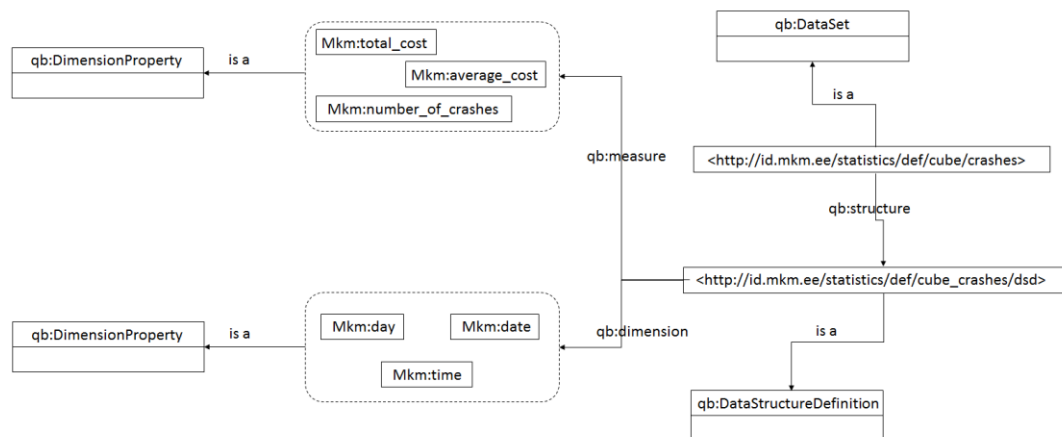 qb:DataSet
Mkm:total_cost
qb:DimensionProperty
is a
Mkm:average_cost
is a
Mkm:number_of_crashes
qb:measure
<http://id.mkm.ee/statistics/def/cube/crashes>
qb:structure
<http://id.mkm.ee/statistics/def/cube_crashes/dsd>
qb:DimensionProperty
is a
Mkm:day
Mkm:date
qb:dimension
is a
Mkm:time
qb:DataStructureDefinition